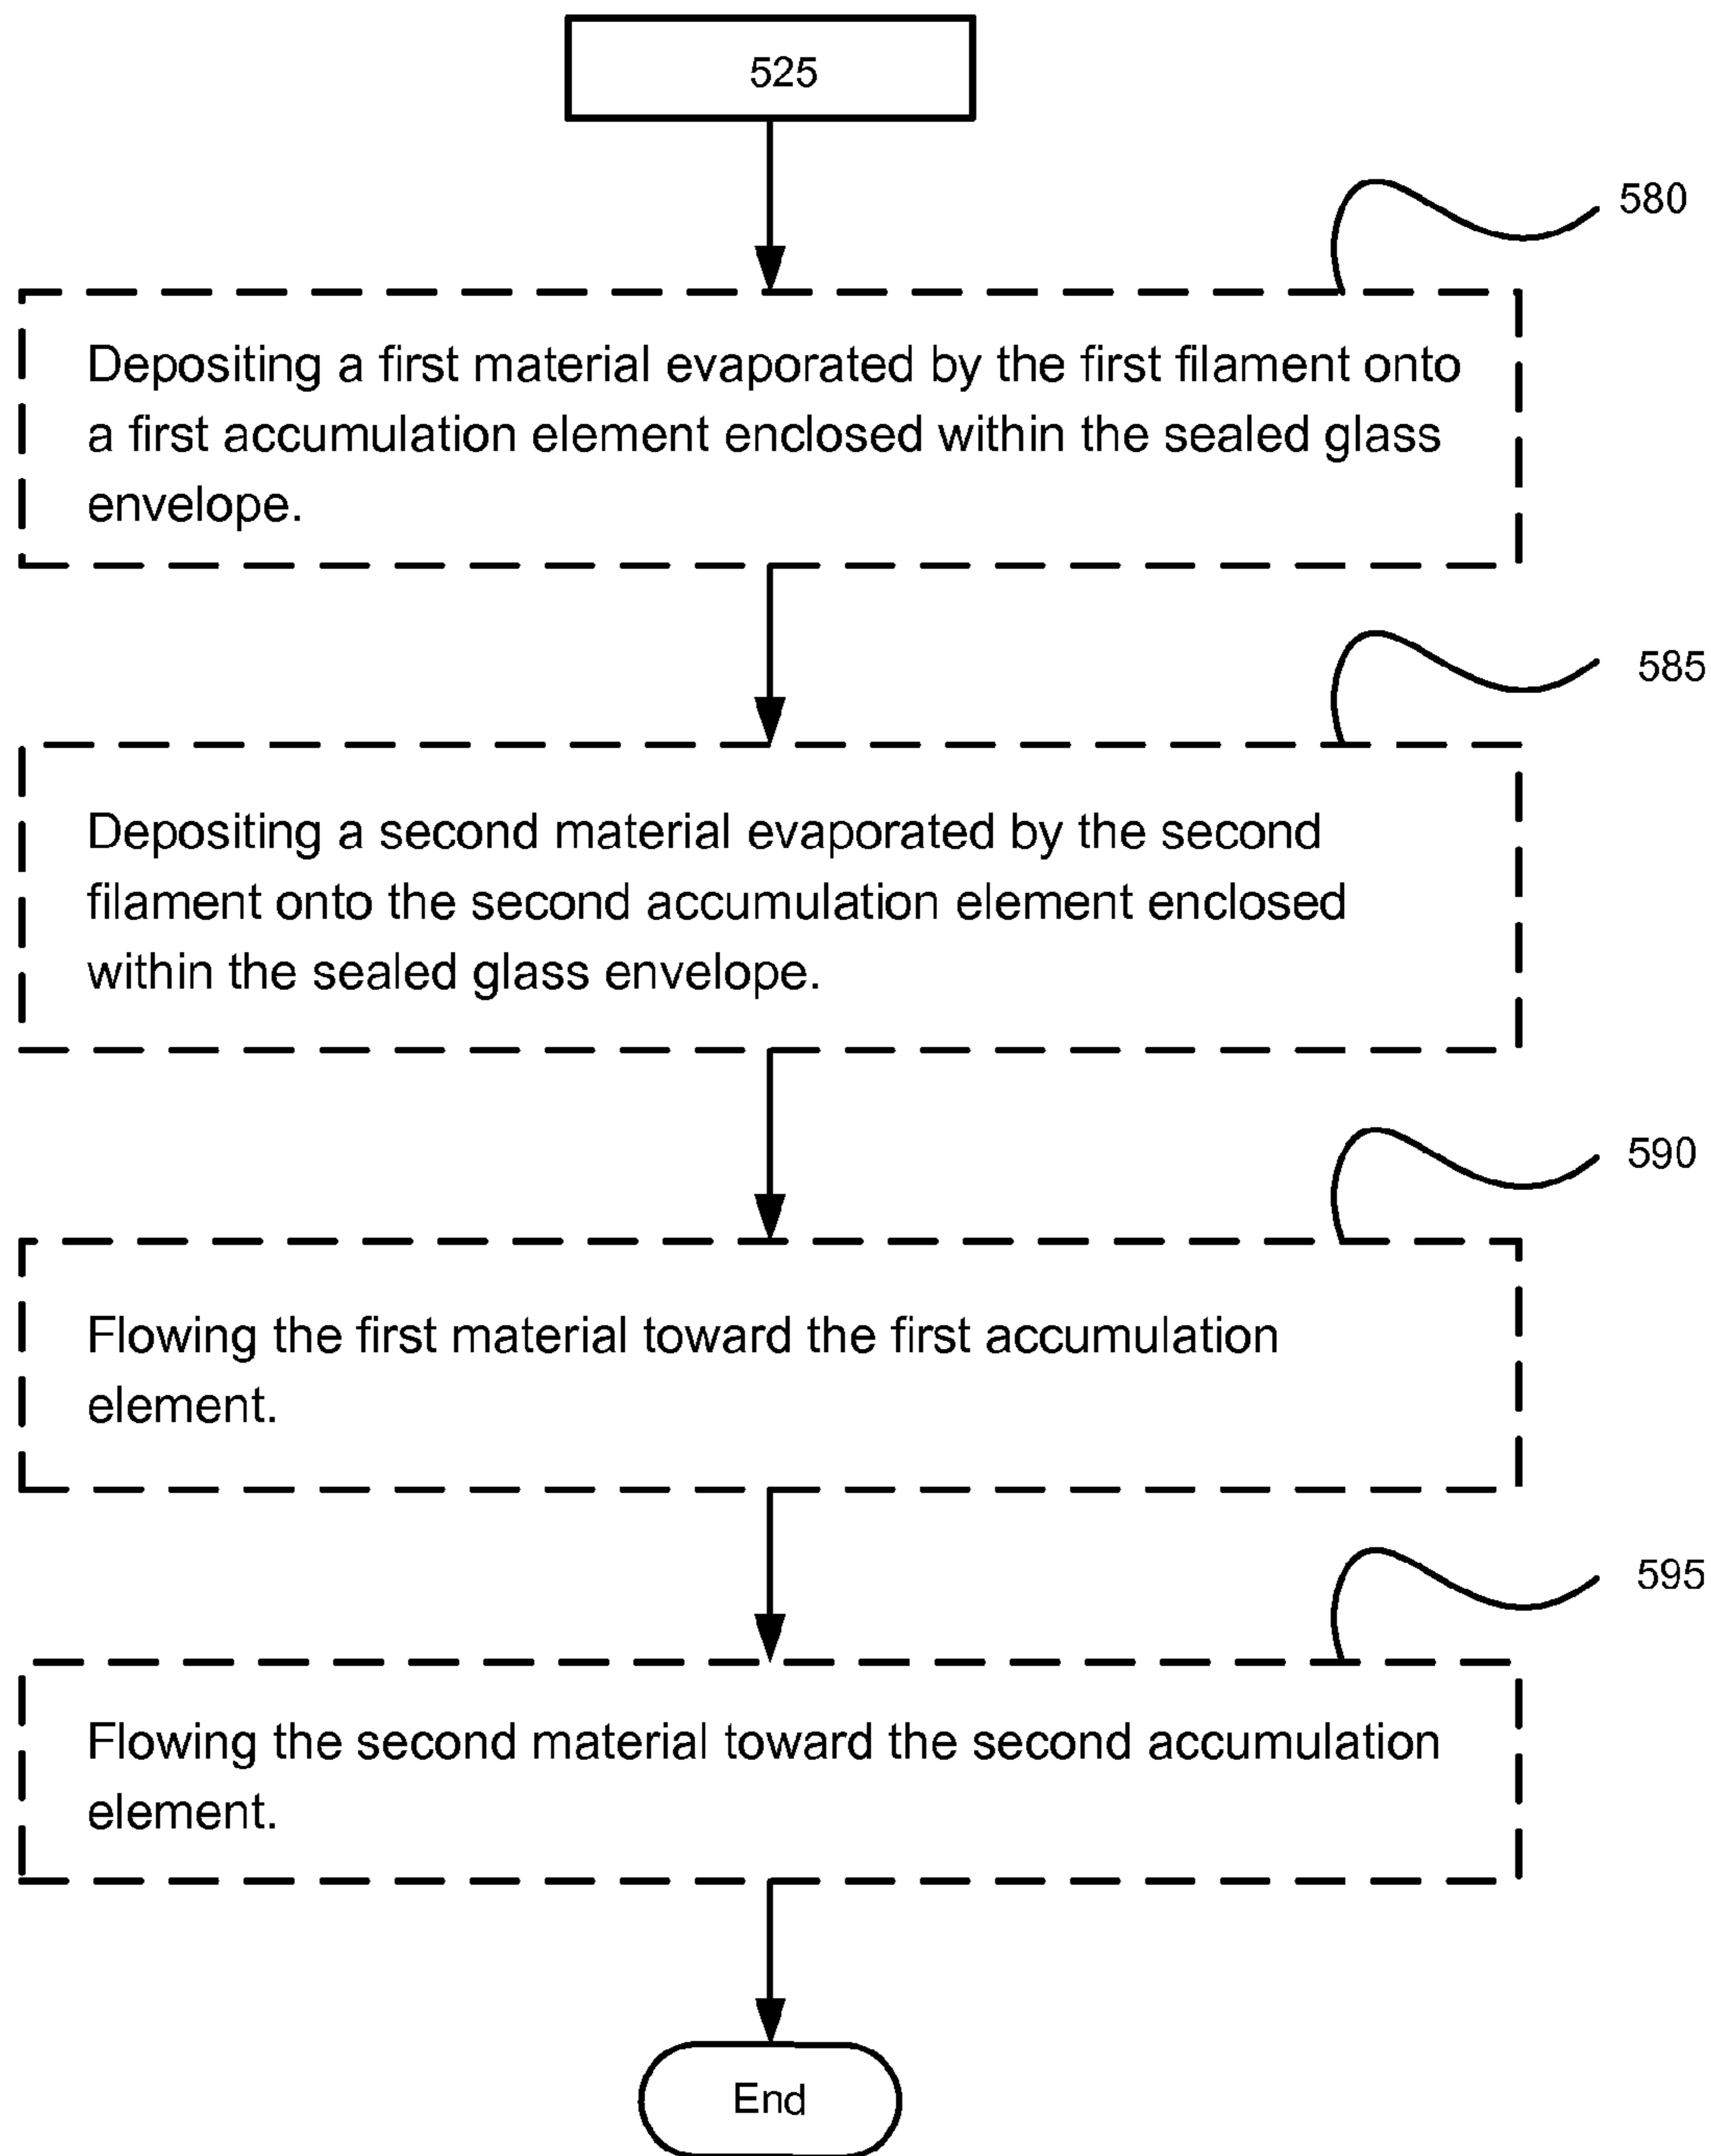 525
580
Depositing a first material evaporated by the first filament onto
a first accumulation element enclosed within the sealed glass
envelope.
585
Depositing a second material evaporated by the second
filament onto the second accumulation element enclosed
within the sealed glass envelope.
590
Flowing the first material toward the first accumulation
element.
595
Flowing the second material toward the second accumulation
element.
End